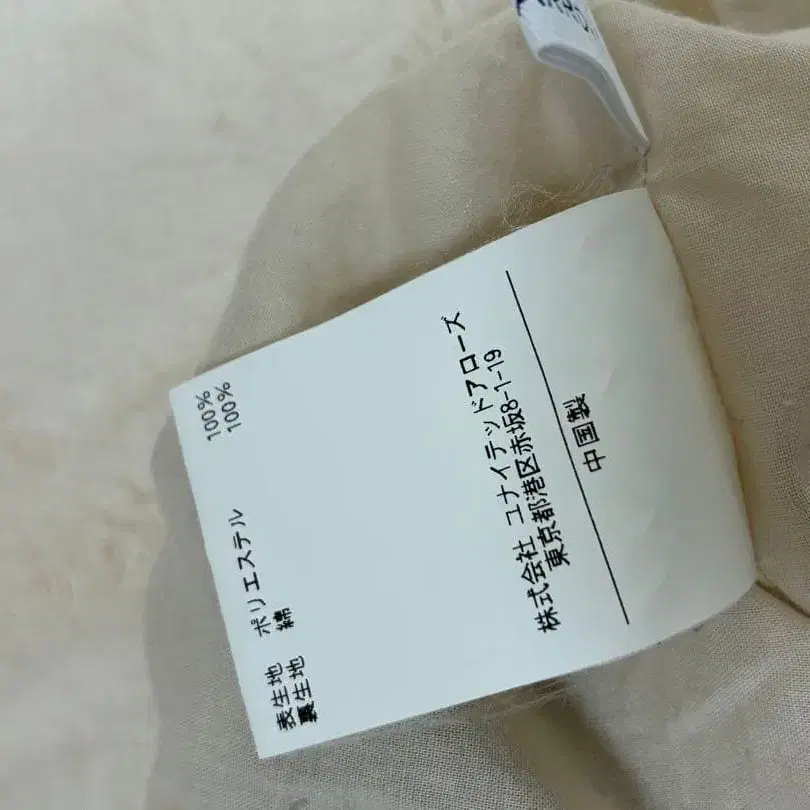 表生地 ポリエステル 100%
裏生地 綿 100%
株式会社 ユナイテッドアローズ
東京都港区赤坂8-1-19
中国製